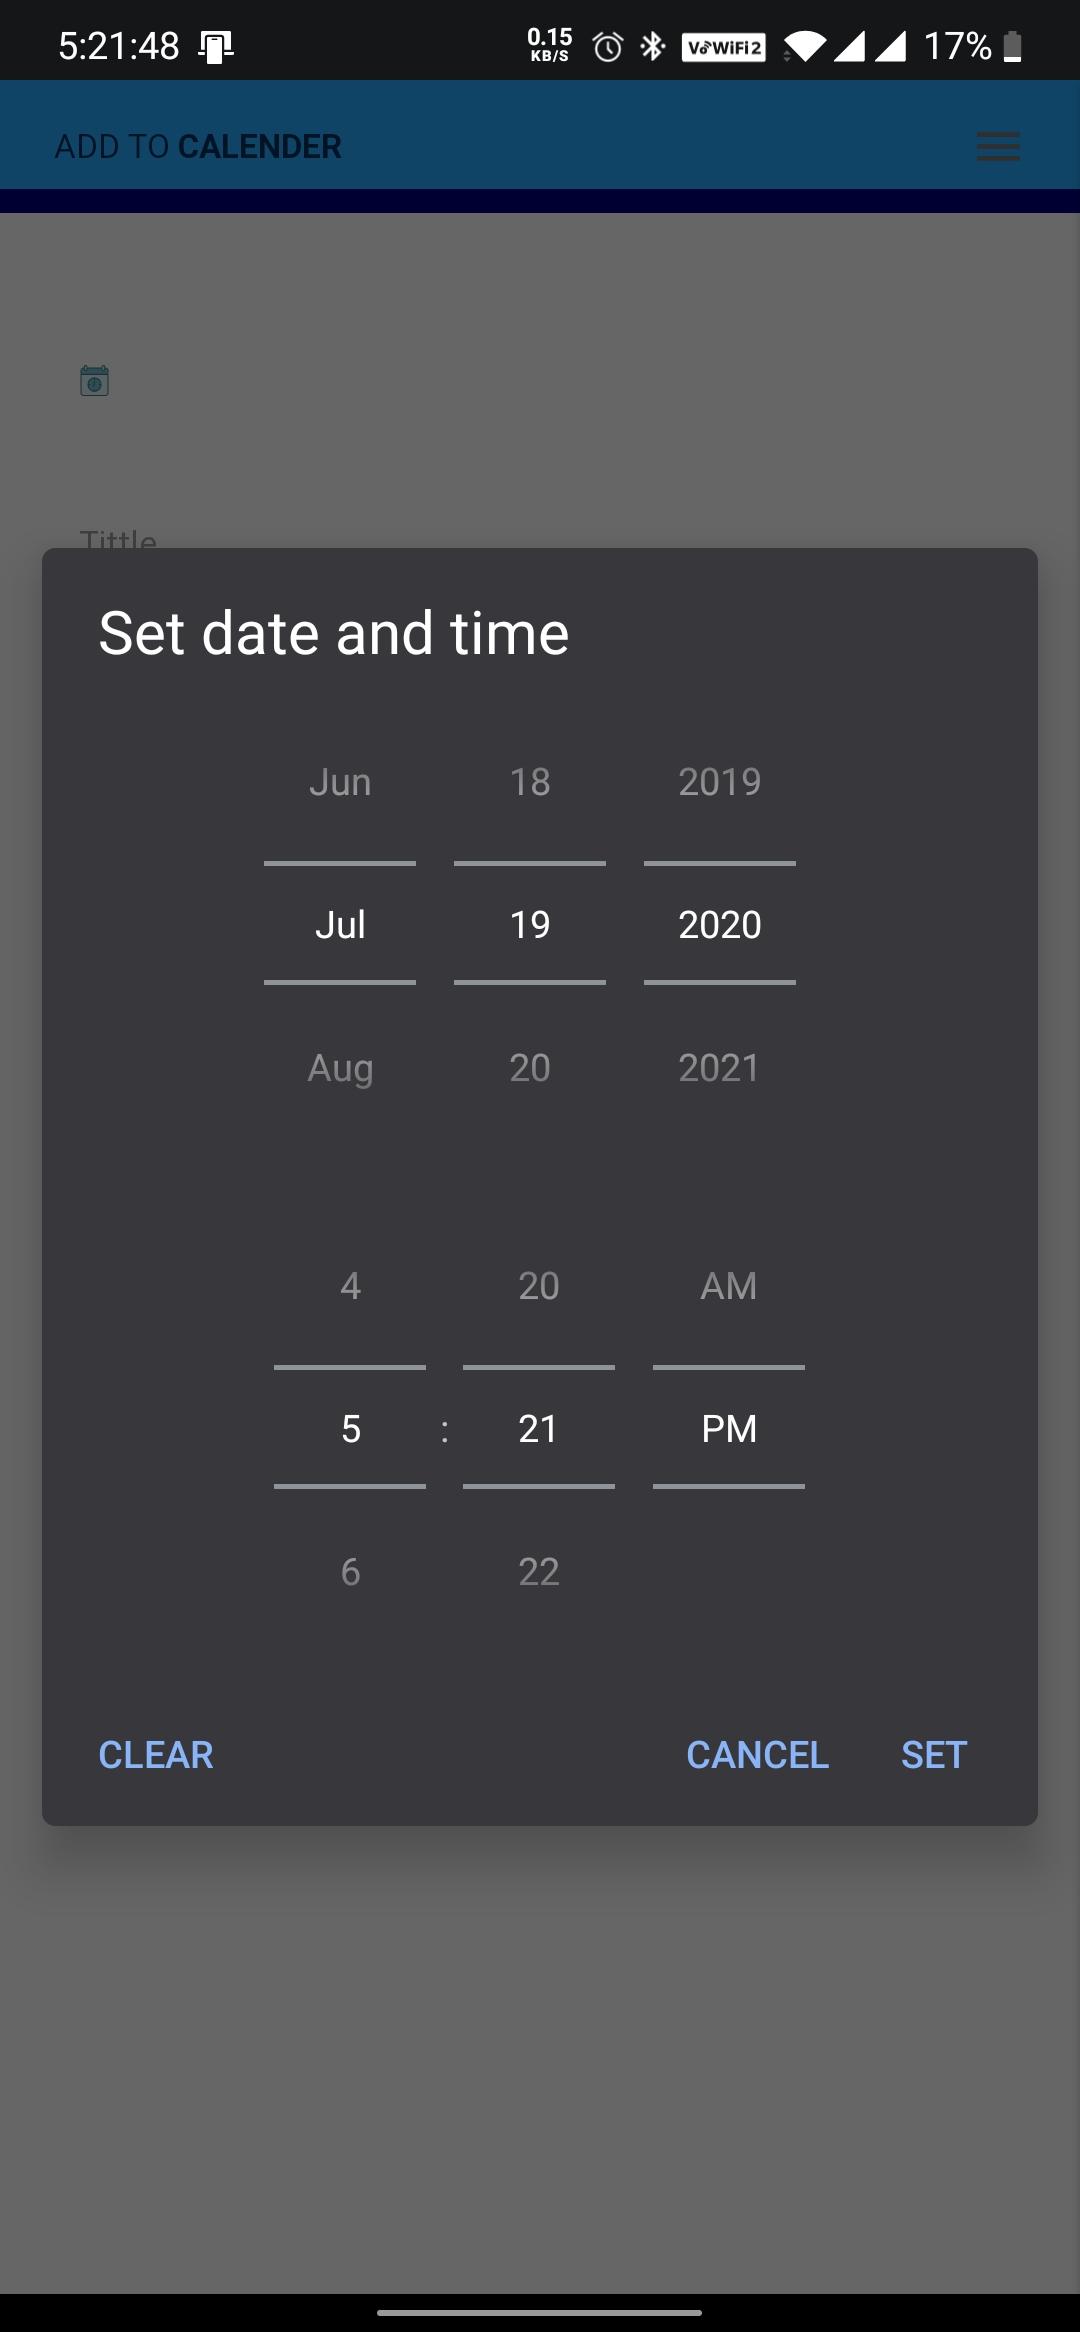 5:21:48 0.15 KB/S VoWiFi2 17%
ADD TO CALENDER
Tittle
Set date and time
Jun 18 2019
Jul 19 2020
Aug 20 2021
4 20 AM
5 : 21 PM
6 22
CLEAR CANCEL SET